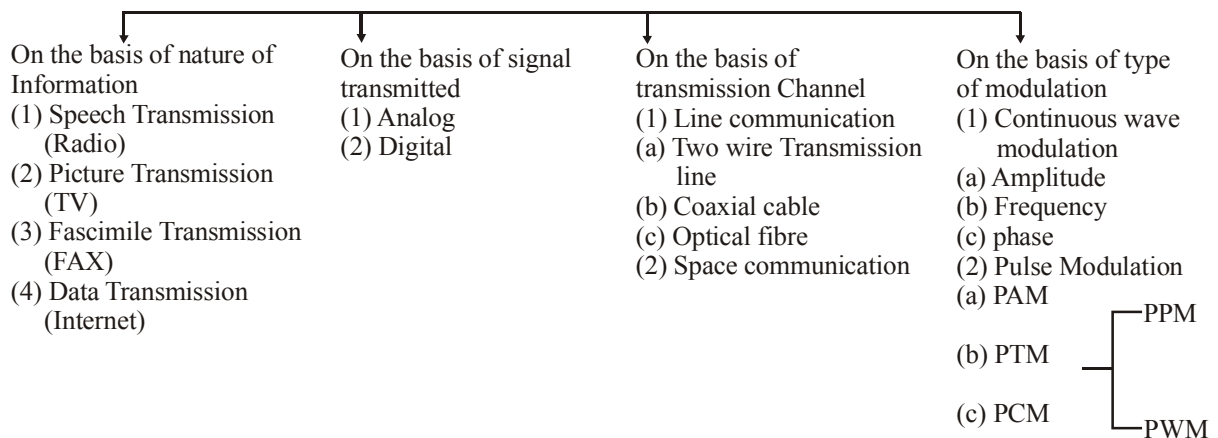 On the basis of nature of
Information
(1) Speech Transmission
(Radio)
(2) Picture Transmission
(TV)
(3) Fascimile Transmission
(FAX)
(4) Data Transmission
(Internet)
On the basis of signal
transmitted
(1) Analog
(2) Digital
On the basis of
transmission Channel
(1) Line communication
(a) Two wire Transmission
line
(b) Coaxial cable
(c) Optical fibre
(2) Space communication
On the basis of type
of modulation
(1) Continuous wave
modulation
(a) Amplitude
(b) Frequency
(c) phase
(2) Pulse Modulation
(a) PAM
(b) PTM
(c) PCM
PPM
PWM